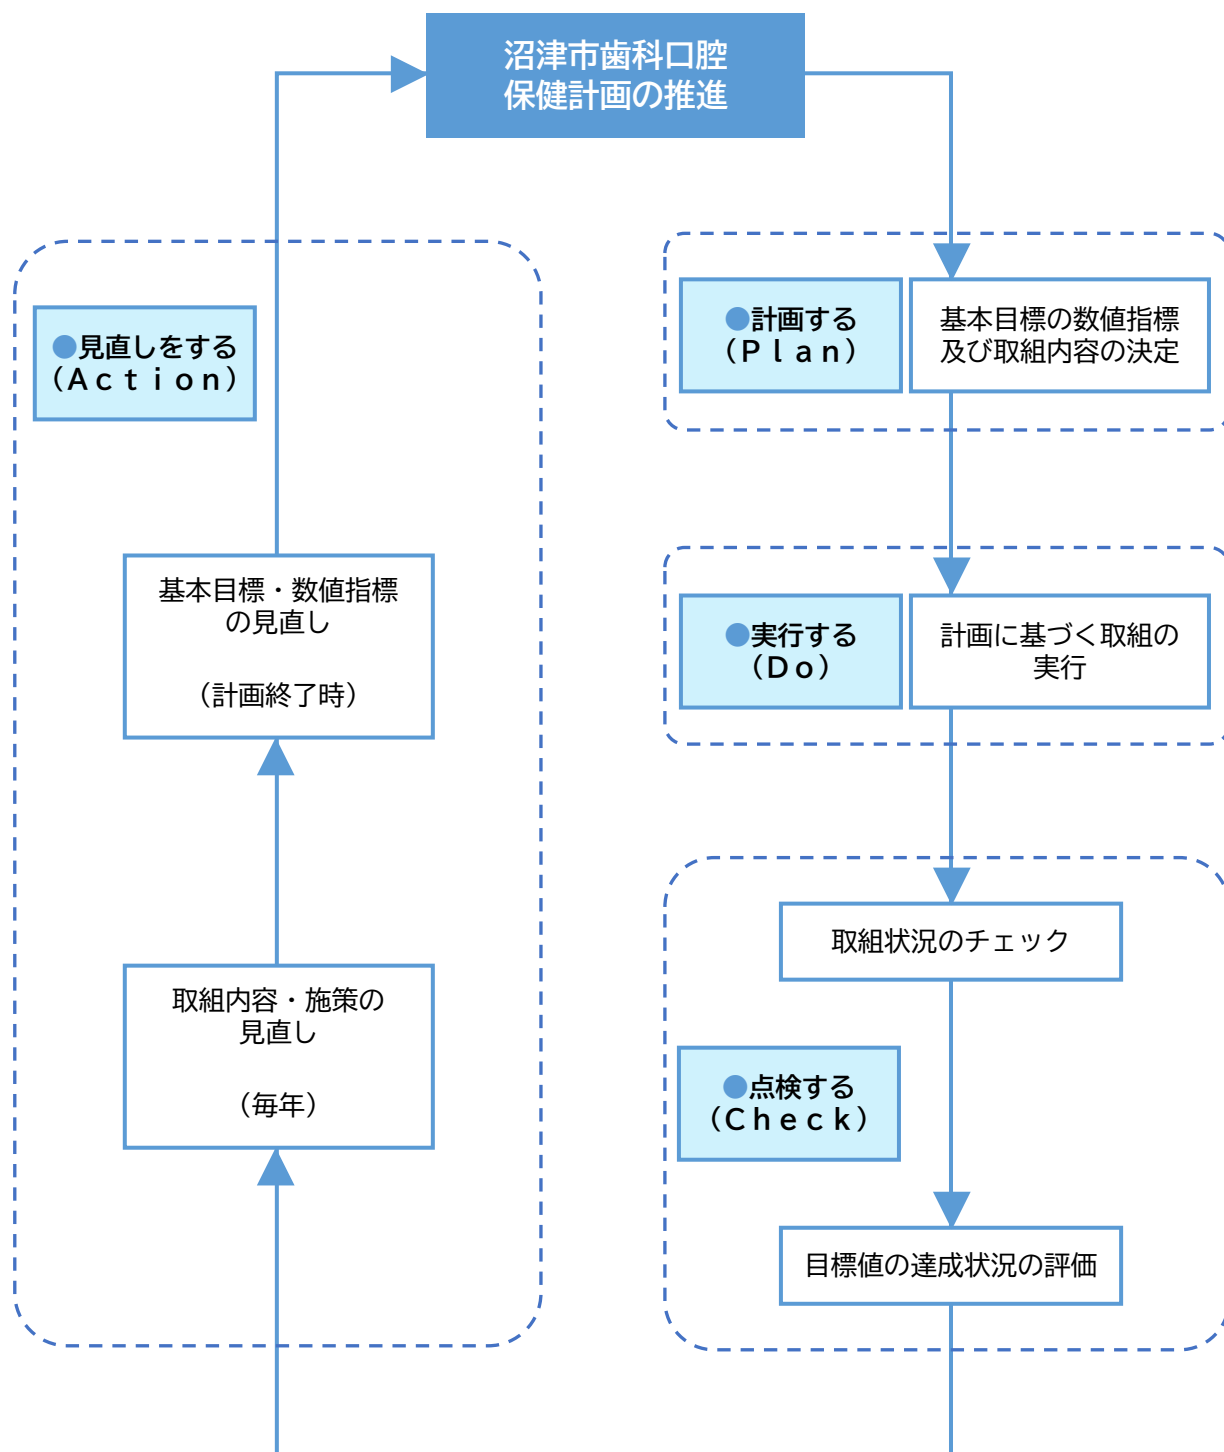 沼津市歯科口腔
保健計画の推進
●計画する
（Ｐｌａｎ）
基本目標の数値指標
及び取組内容の決定
●実行する
（Ｄｏ）
計画に基づく取組の
実行
取組状況のチェック
●点検する
（Ｃｈｅｃｋ）
目標値の達成状況の評価
●見直しをする
（Ａｃｔｉｏｎ）
基本目標・数値指標
の見直し
（計画終了時）
取組内容・施策の
見直し
（毎年）